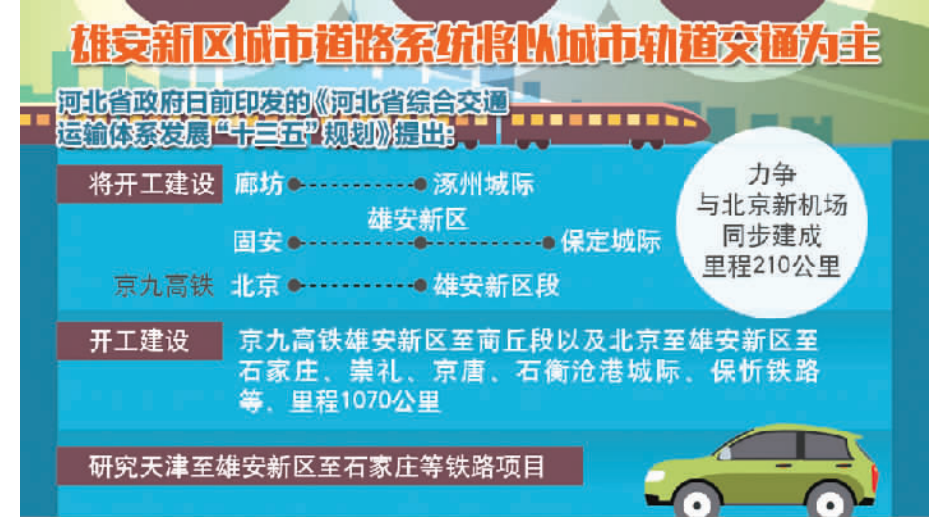 雄安新区城市道路系统将以城市轨道交通为主
河北省政府日前印发的《河北省综合交通
运输体系发展“十三五”规划》提出：
将开工建设 廊坊 涿州城际
雄安新区
固安 保定城际
京九高铁 北京 雄安新区段
力争
与北京新机场
同步建成
里程210公里
开工建设 京九高铁雄安新区至商丘段以及北京至雄安新区至
石家庄、崇礼、京唐、石衡沧港城际、保忻铁路
等，里程1070公里
研究天津至雄安新区至石家庄等铁路项目